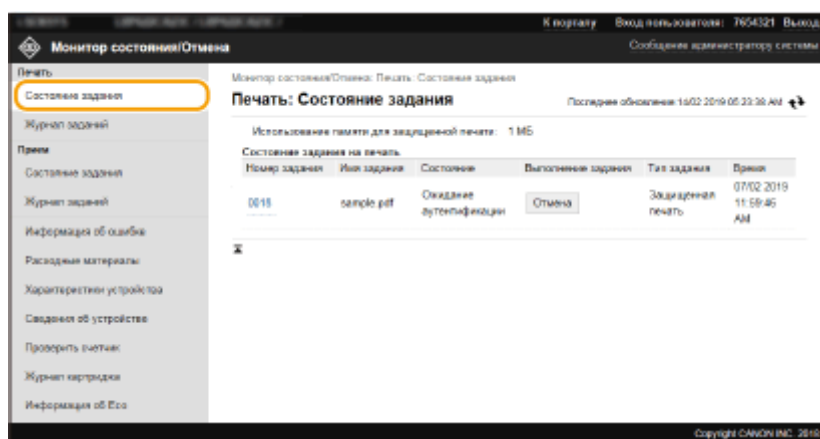 К порталу Вход пользователя: 7654321 Выход
Монитор состояния/Отмена Сообщение администратору системы
Печать
Состояние задания
Журнал заданий
Прием
Состояние задания
Журнал заданий
Информация об ошибке
Расходные материалы
Характеристики устройства
Сведения об устройстве
Проверить счетчик
Журнал картриджа
Информация об Eco
Монитор состояния/Отмена: Печать: Состояние задания
Печать: Состояние задания
Последнее обновление: 14/02 2019 05:23:38 AM
Использование памяти для защищенной печати: 1 МБ
Состояние задания на печать
Номер задания Имя задания Состояние Выполнение задания Тип задания Время
0018 sample.pdf Ожидание аутентификации Отмена Защищенная печать 07/02 2019 11:59:46 AM
Copyright CANON INC. 2018